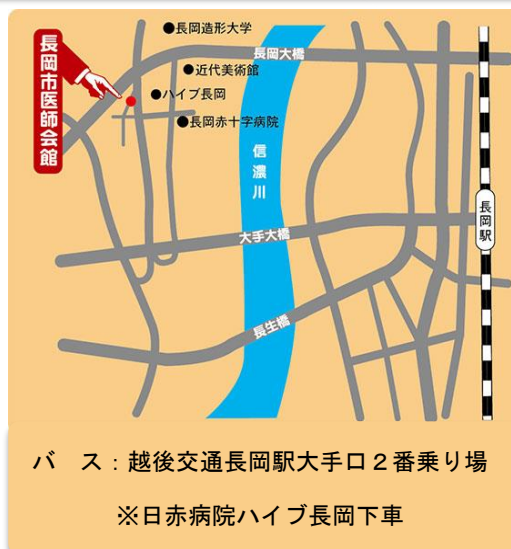 ●長岡造形大学
長岡市医師会館
長岡大橋
●近代美術館
●ハイブ長岡
●長岡赤十字病院
信濃川
長岡駅
大手大橋
長生橋
バ　ス：越後交通長岡駅大手口２番乗り場
※日赤病院ハイブ長岡下車